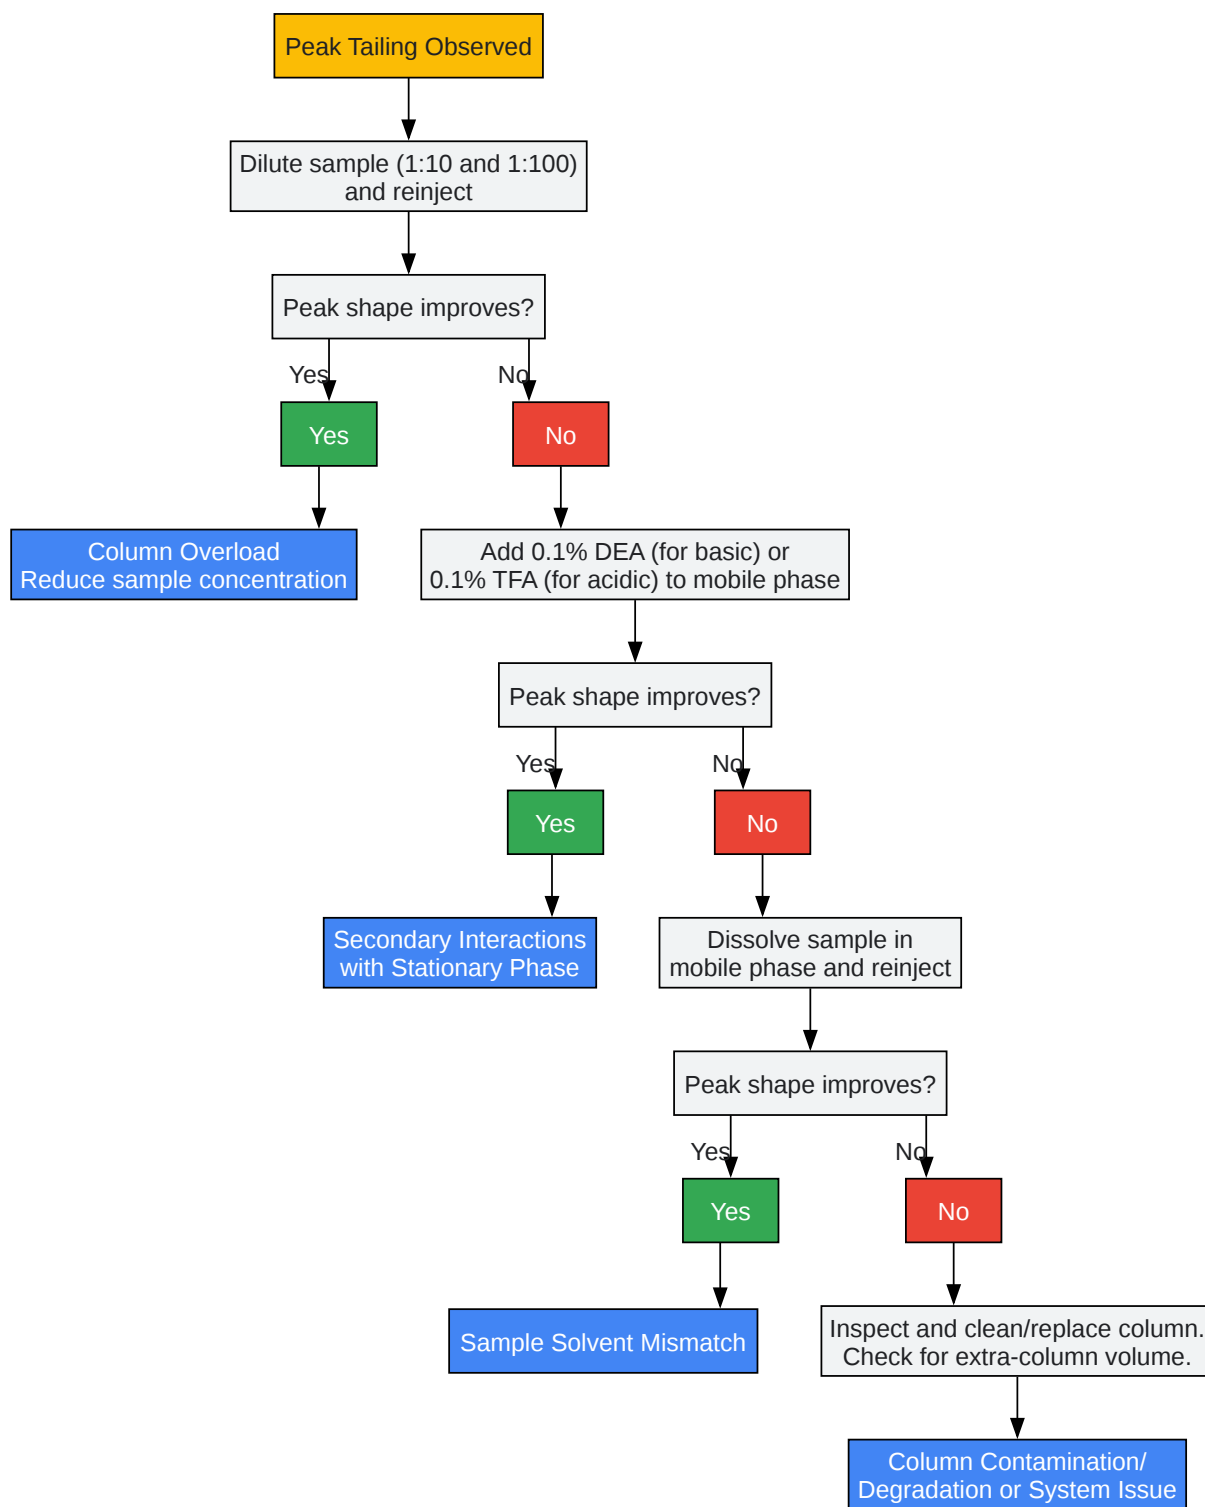 Peak Tailing Observed
Dilute sample (1:10 and 1:100)
and reinject
Peak shape improves?
Yes
No
Yes
No
Column Overload
Reduce sample concentration
Add 0.1% DEA (for basic) or
0.1% TFA (for acidic) to mobile phase
Peak shape improves?
Yes
No
Yes
No
Secondary Interactions
with Stationary Phase
Dissolve sample in
mobile phase and reinject
Peak shape improves?
Yes
No
Yes
No
Sample Solvent Mismatch
Inspect and clean/replace column.
Check for extra-column volume.
Column Contamination/
Degradation or System Issue